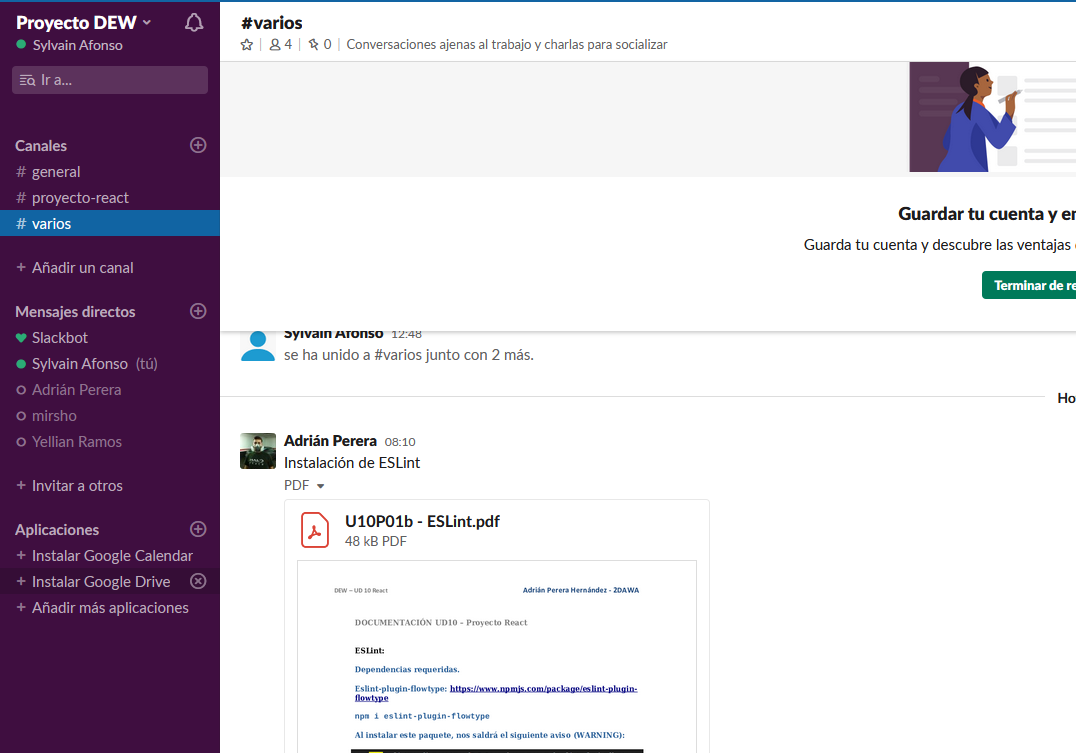 Proyecto DEW
Sylvain Afonso
Ir a...
Canales
# general
# proyecto-react
# varios
+ Añadir un canal
Mensajes directos
Slackbot
Sylvain Afonso (tú)
Adrián Perera
mirsho
Yellian Ramos
+ Invitar a otros
Aplicaciones
+ Instalar Google Calendar
+ Instalar Google Drive
+ Añadir más aplicaciones
#varios
4 | 0 | Conversaciones ajenas al trabajo y charlas para socializar
Guardar tu cuenta y en
Guarda tu cuenta y descubre las ventajas
Terminar de re
Sylvain Afonso 12:48
se ha unido a #varios junto con 2 más.
Ho
Adrián Perera 08:10
Instalación de ESLint
PDF
U10P01b - ESLint.pdf
48 kB PDF
DEW – UD 10 React Adrián Perera Hernández - 2DAWA
DOCUMENTACIÓN UD10 – Proyecto React
ESLint:
Dependencias requeridas.
Eslint-plugin-flowtype: https://www.npmjs.com/package/eslint-plugin-
flowtype
npm i eslint-plugin-flowtype
Al instalar este paquete, nos saldrá el siguiente aviso (WARNING):